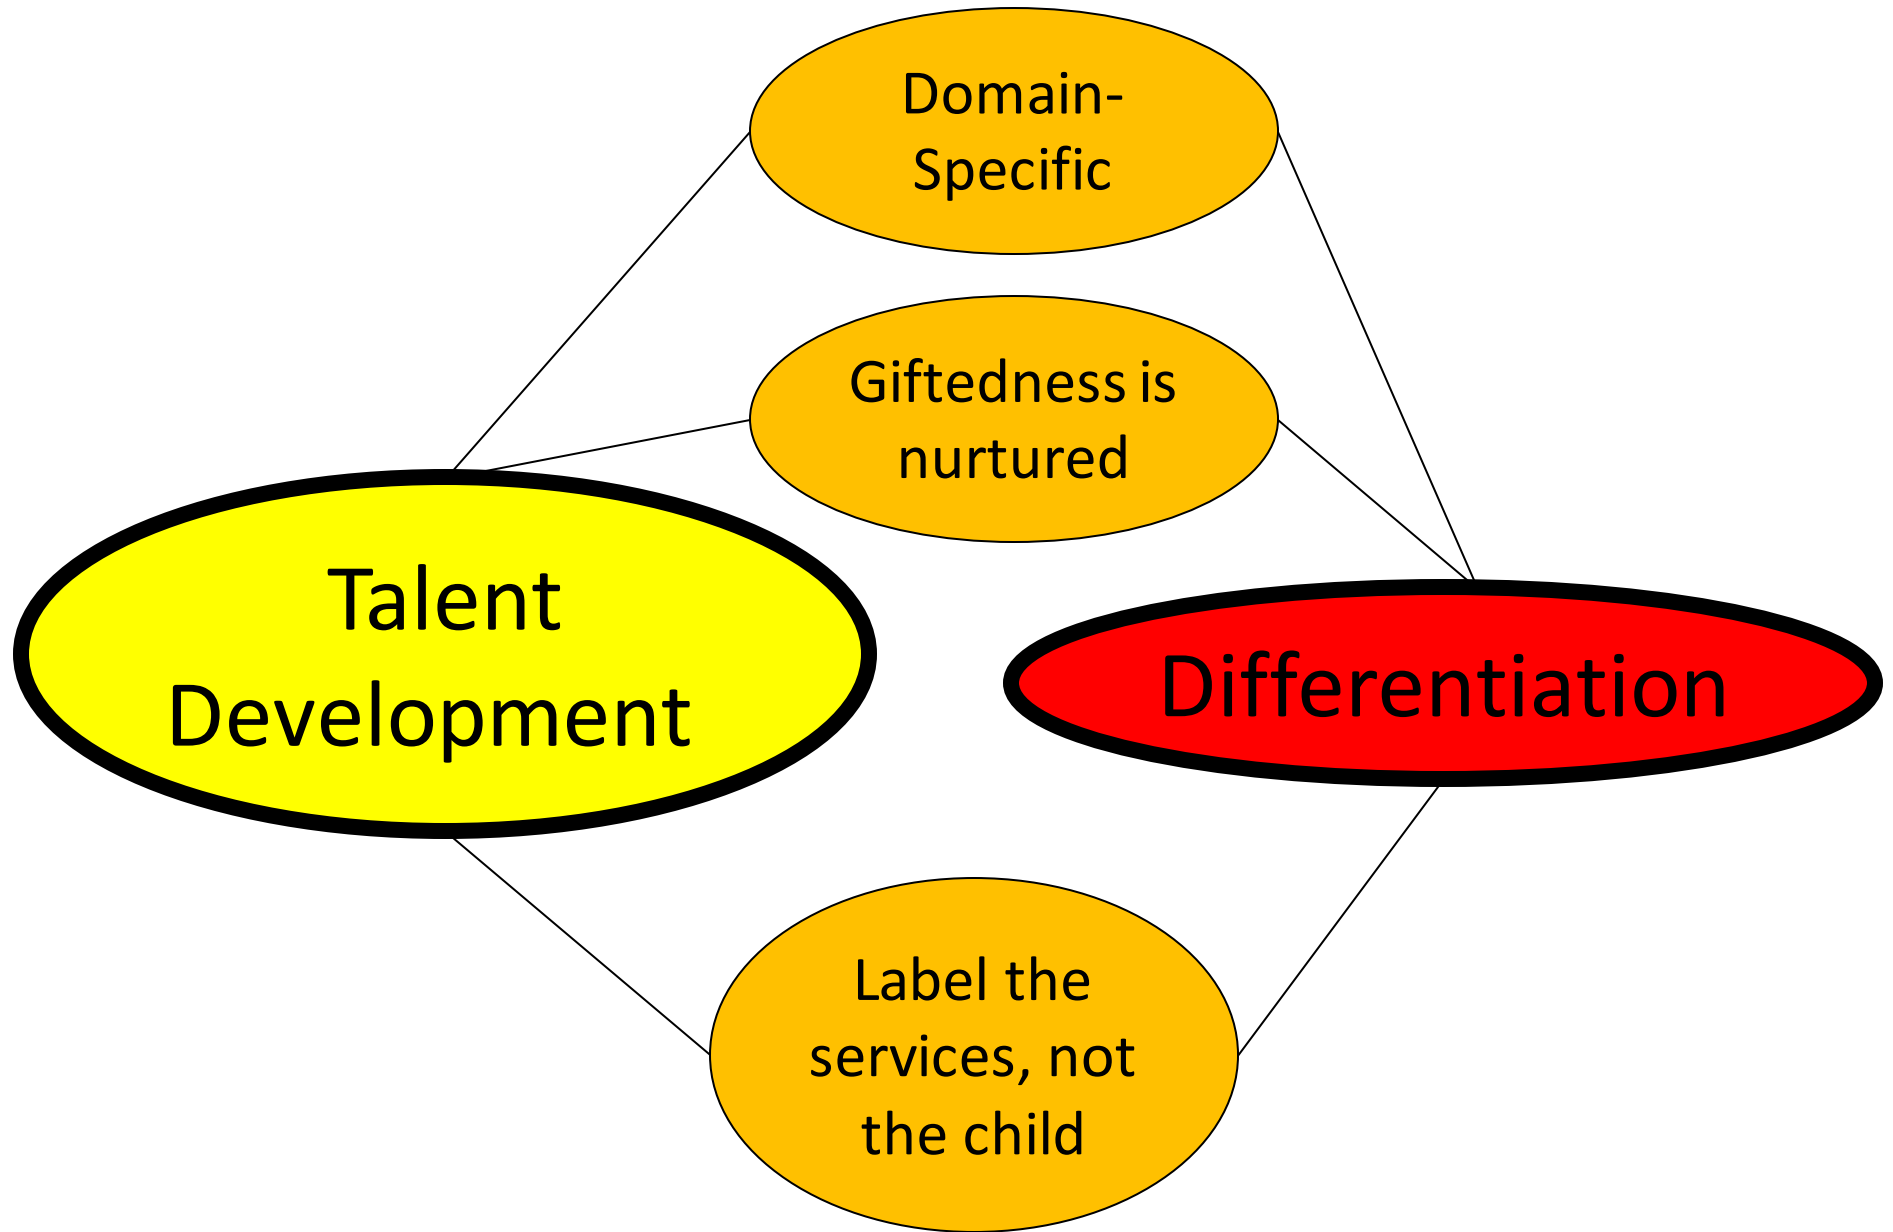 Domain-
Specific
Giftedness is
nurtured
Talent
Development
Differentiation
Label the
services, not
the child